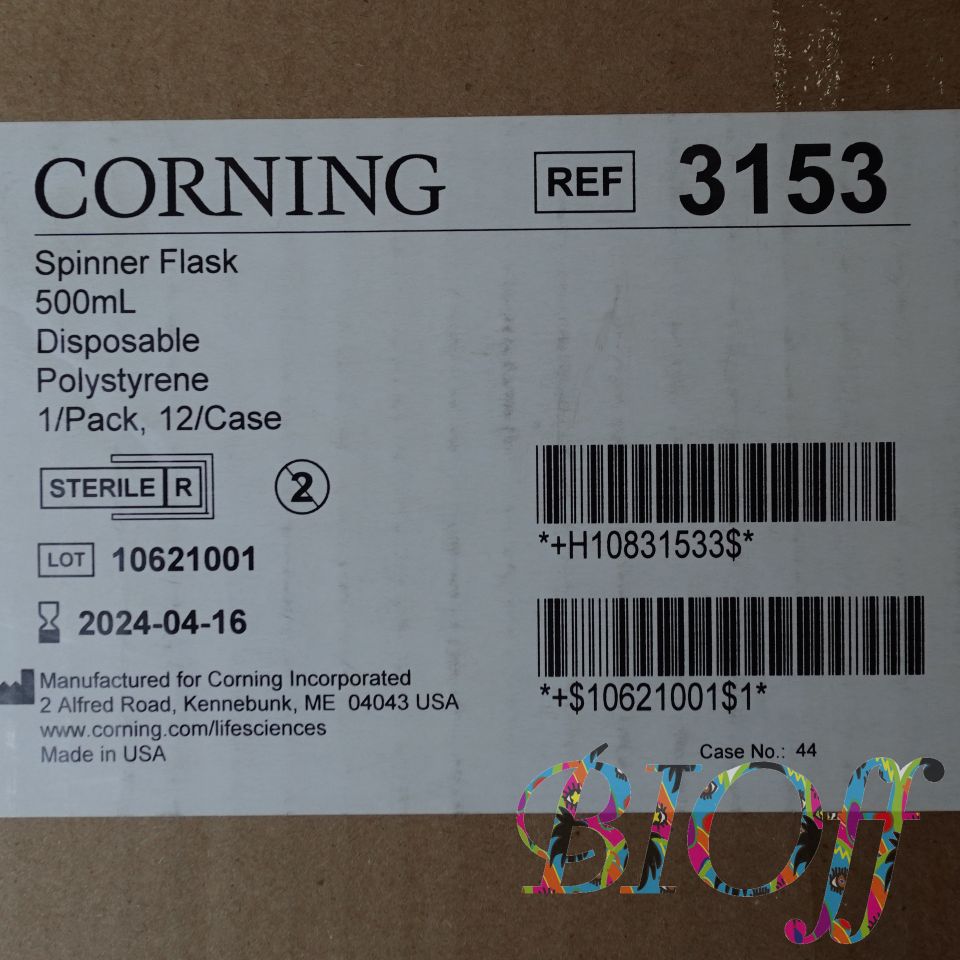 CORNING REF 3153
Spinner Flask
500mL
Disposable
Polystyrene
1/Pack, 12/Case
STERILE R 2
*+H10831533$*
LOT 10621001
2024-04-16
*+$10621001$1*
Manufactured for Corning Incorporated
2 Alfred Road, Kennebunk, ME 04043 USA
www.corning.com/lifesciences
Made in USA
Case No.: 44
BIOff